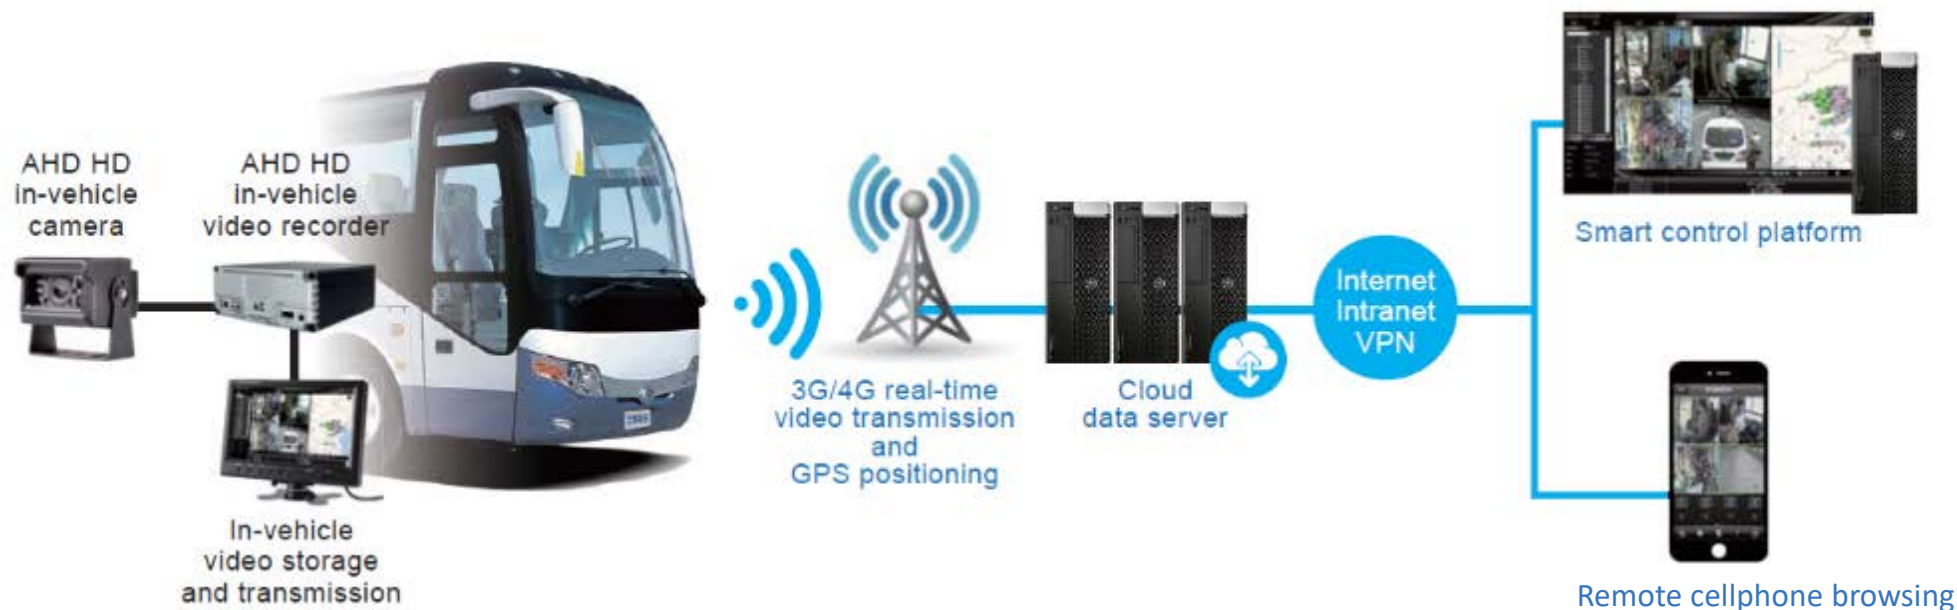 AHD HD
in-vehicle
camera
AHD HD
in-vehicle
video recorder
In-vehicle
video storage
and transmission
3G/4G real-time
video transmission
and
GPS positioning
Cloud
data server
Internet
Intranet
VPN
Smart control platform
Remote cellphone browsing